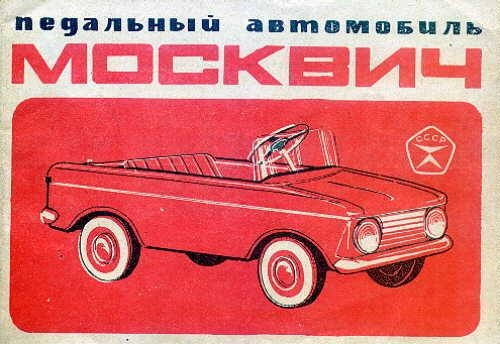 педальный автомобиль
МОСКВИЧ
СССР